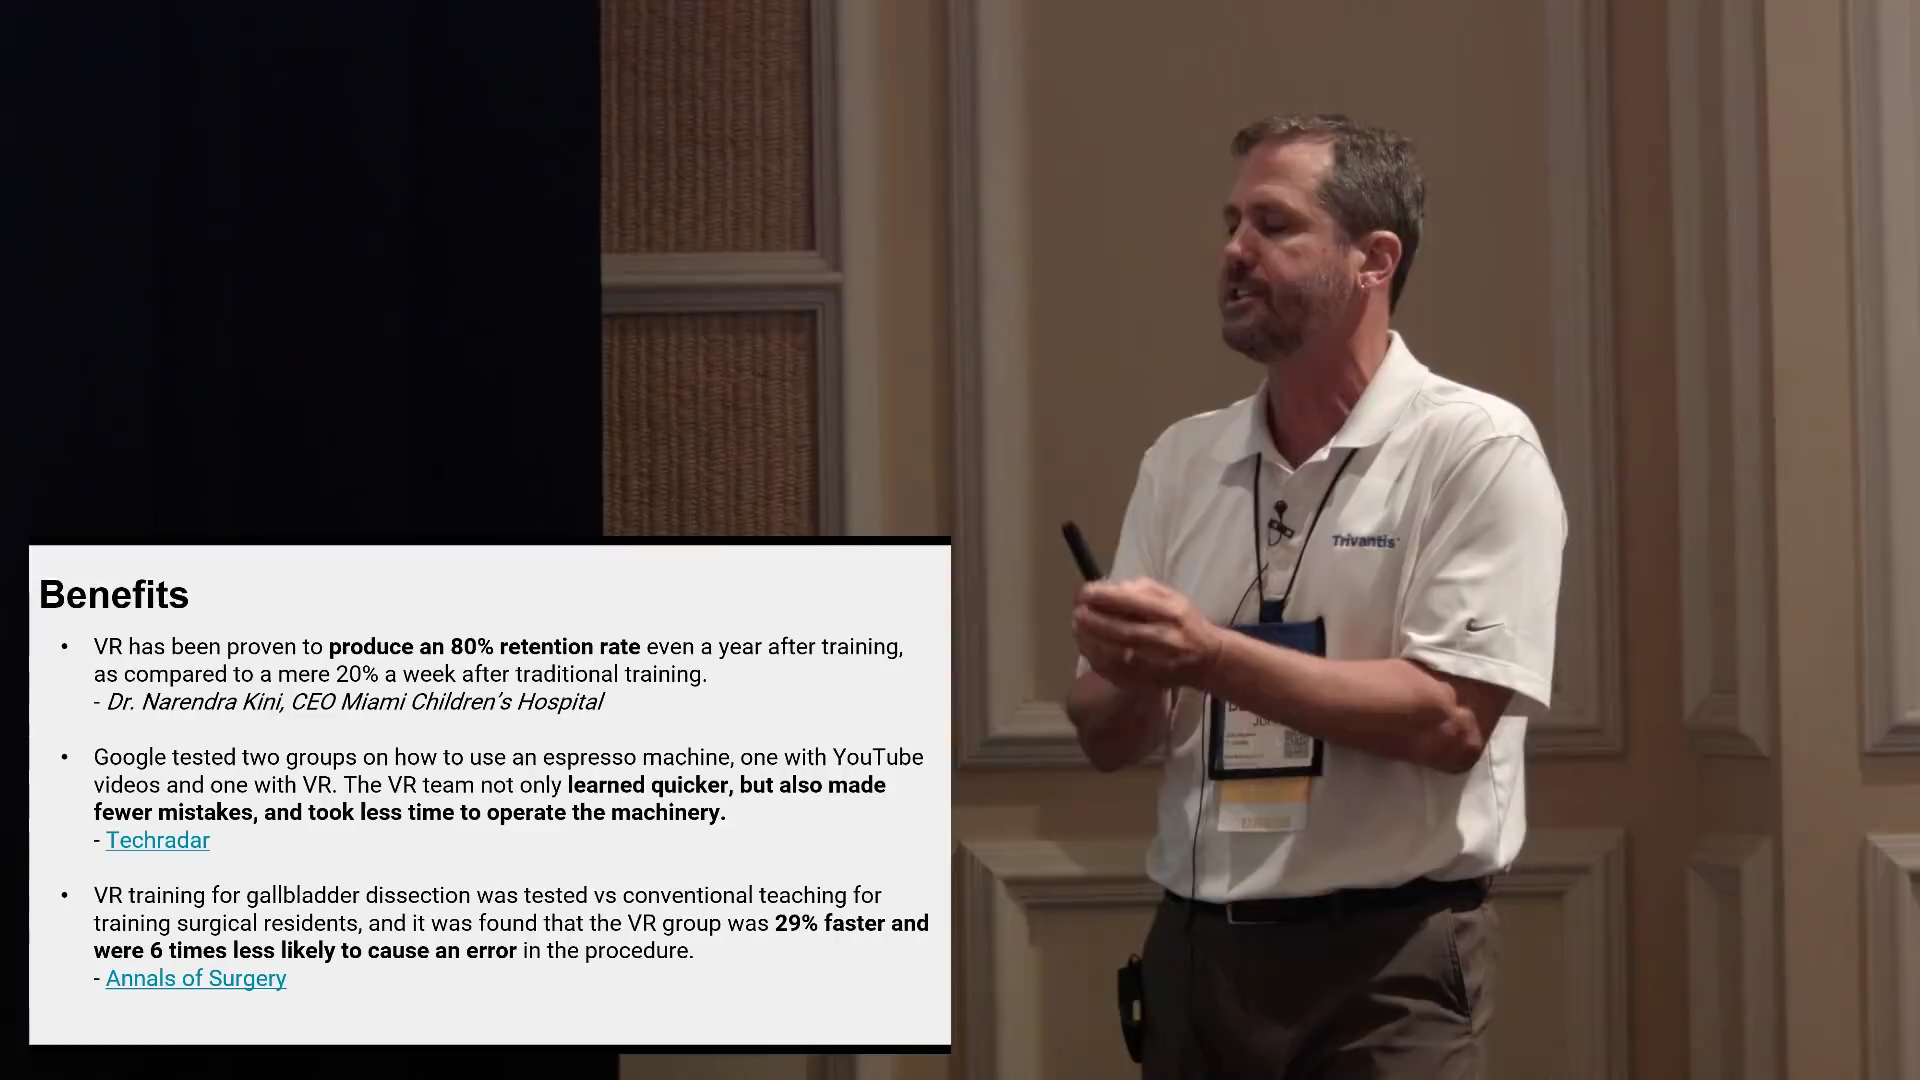 Benefits
• VR has been proven to produce an 80% retention rate even a year after training,
as compared to a mere 20% a week after traditional training.
- Dr. Narendra Kini, CEO Miami Children’s Hospital
• Google tested two groups on how to use an espresso machine, one with YouTube
videos and one with VR. The VR team not only learned quicker, but also made
fewer mistakes, and took less time to operate the machinery.
- Techradar
• VR training for gallbladder dissection was tested vs conventional teaching for
training surgical residents, and it was found that the VR group was 29% faster and
were 6 times less likely to cause an error in the procedure.
- Annals of Surgery
Trivantis